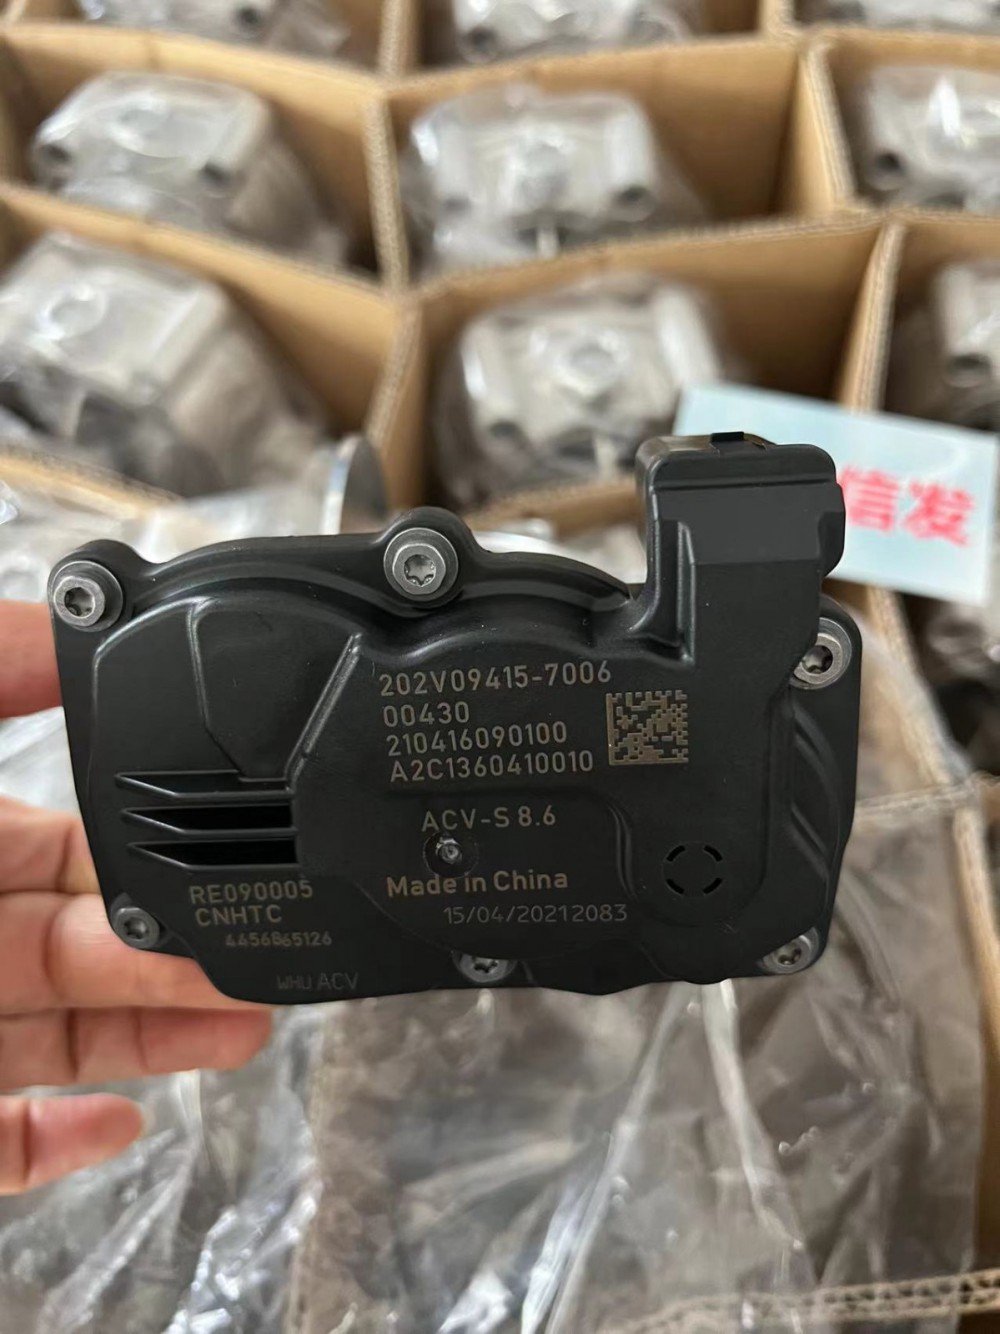 信发
202V09415-7006
00430
210416090100
A2C1360410010
ACV-S 8.6
Made in China
15/04/20212083
RE090005
CNHTC
4456865126
WHU ACV